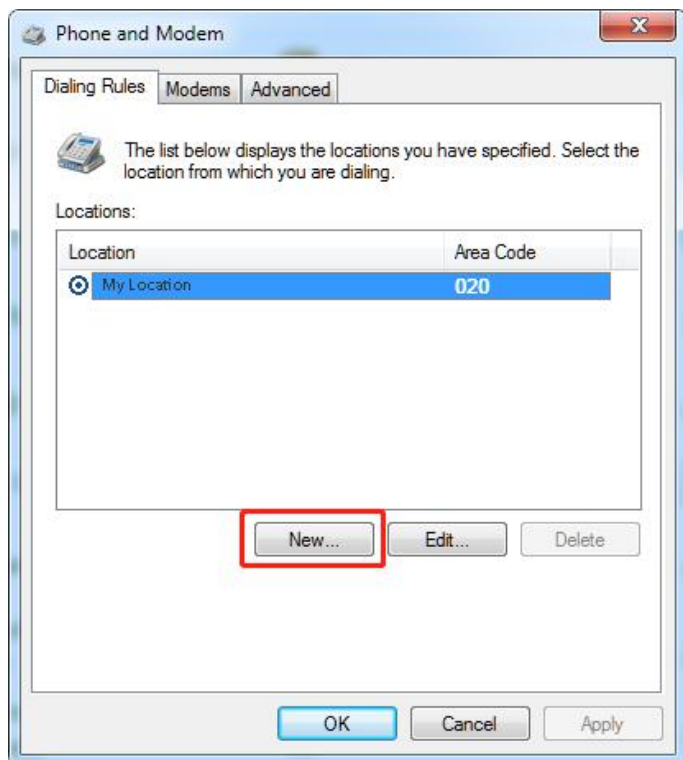 Phone and Modem
Dialing Rules Modems Advanced
The list below displays the locations you have specified. Select the
location from which you are dialing.
Locations:
Location Area Code
My Location 020
New... Edit... Delete
OK Cancel Apply